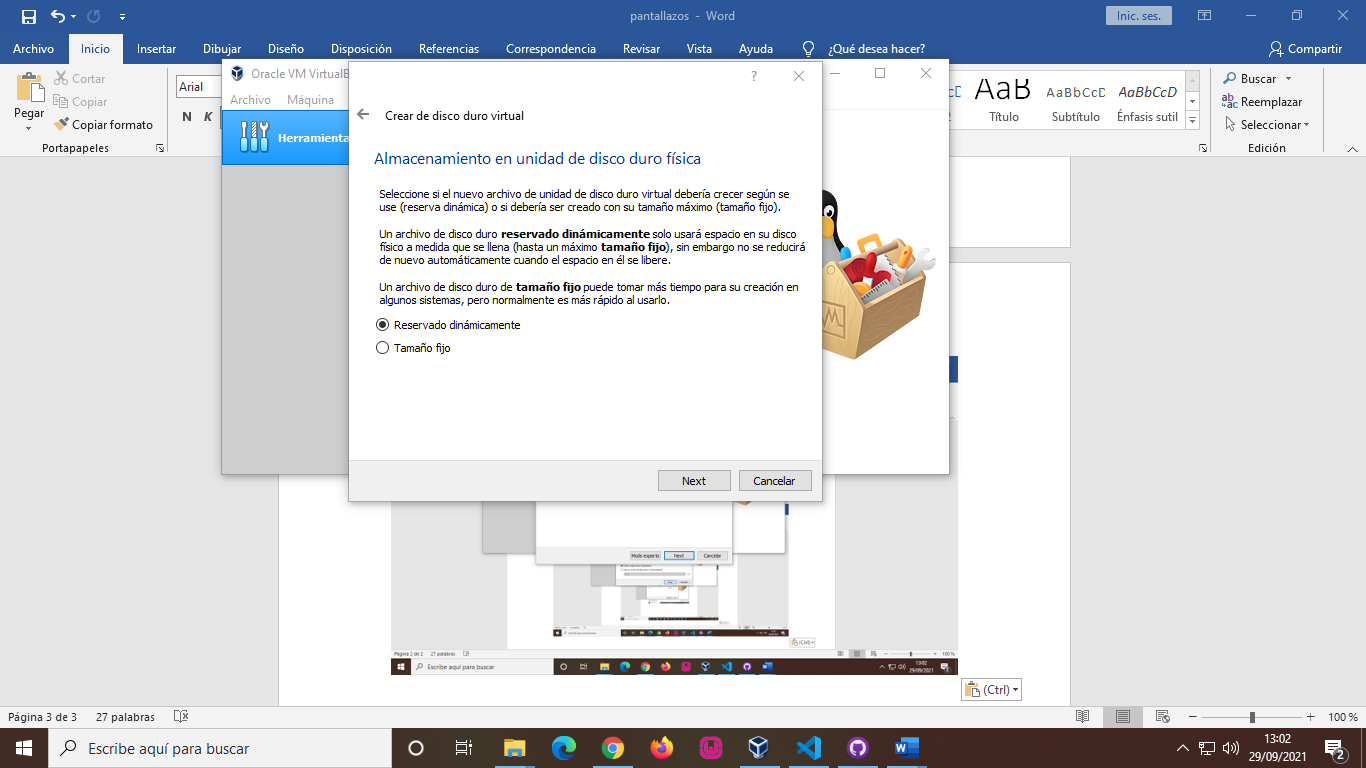 pantallazos - Word
Inic. ses.
Archivo Inicio Insertar Dibujar Diseño Disposición Referencias Correspondencia Revisar Vista Ayuda ¿Qué desea hacer? Compartir
Pegar
Cortar
Copiar
Copiar formato
Portapapeles
Arial
N K
AaB
Título
AaBbCcD
Subtítulo
AaBbCcD
Énfasis sutil
Buscar
Reemplazar
Seleccionar
Edición
Oracle VM VirtualB
Archivo Máquina
Herramienta
?
Crear de disco duro virtual
Almacenamiento en unidad de disco duro física
Seleccione si el nuevo archivo de unidad de disco duro virtual debería crecer según se
use (reserva dinámica) o si debería ser creado con su tamaño máximo (tamaño fijo).
Un archivo de disco duro reservado dinámicamente solo usará espacio en su disco
físico a medida que se llena (hasta un máximo tamaño fijo), sin embargo no se reducirá
de nuevo automáticamente cuando el espacio en él se libere.
Un archivo de disco duro de tamaño fijo puede tomar más tiempo para su creación en
algunos sistemas, pero normalmente es más rápido al usarlo.
Reservado dinámicamente
Tamaño fijo
Next Cancelar
Modo experto Next Cancelar
(Ctrl)
Página 2 de 2 27 palabras 100 %
Escribe aquí para buscar
13:02
29/09/2021
(Ctrl)
Página 3 de 3 27 palabras 100 %
Escribe aquí para buscar
13:02
29/09/2021
2